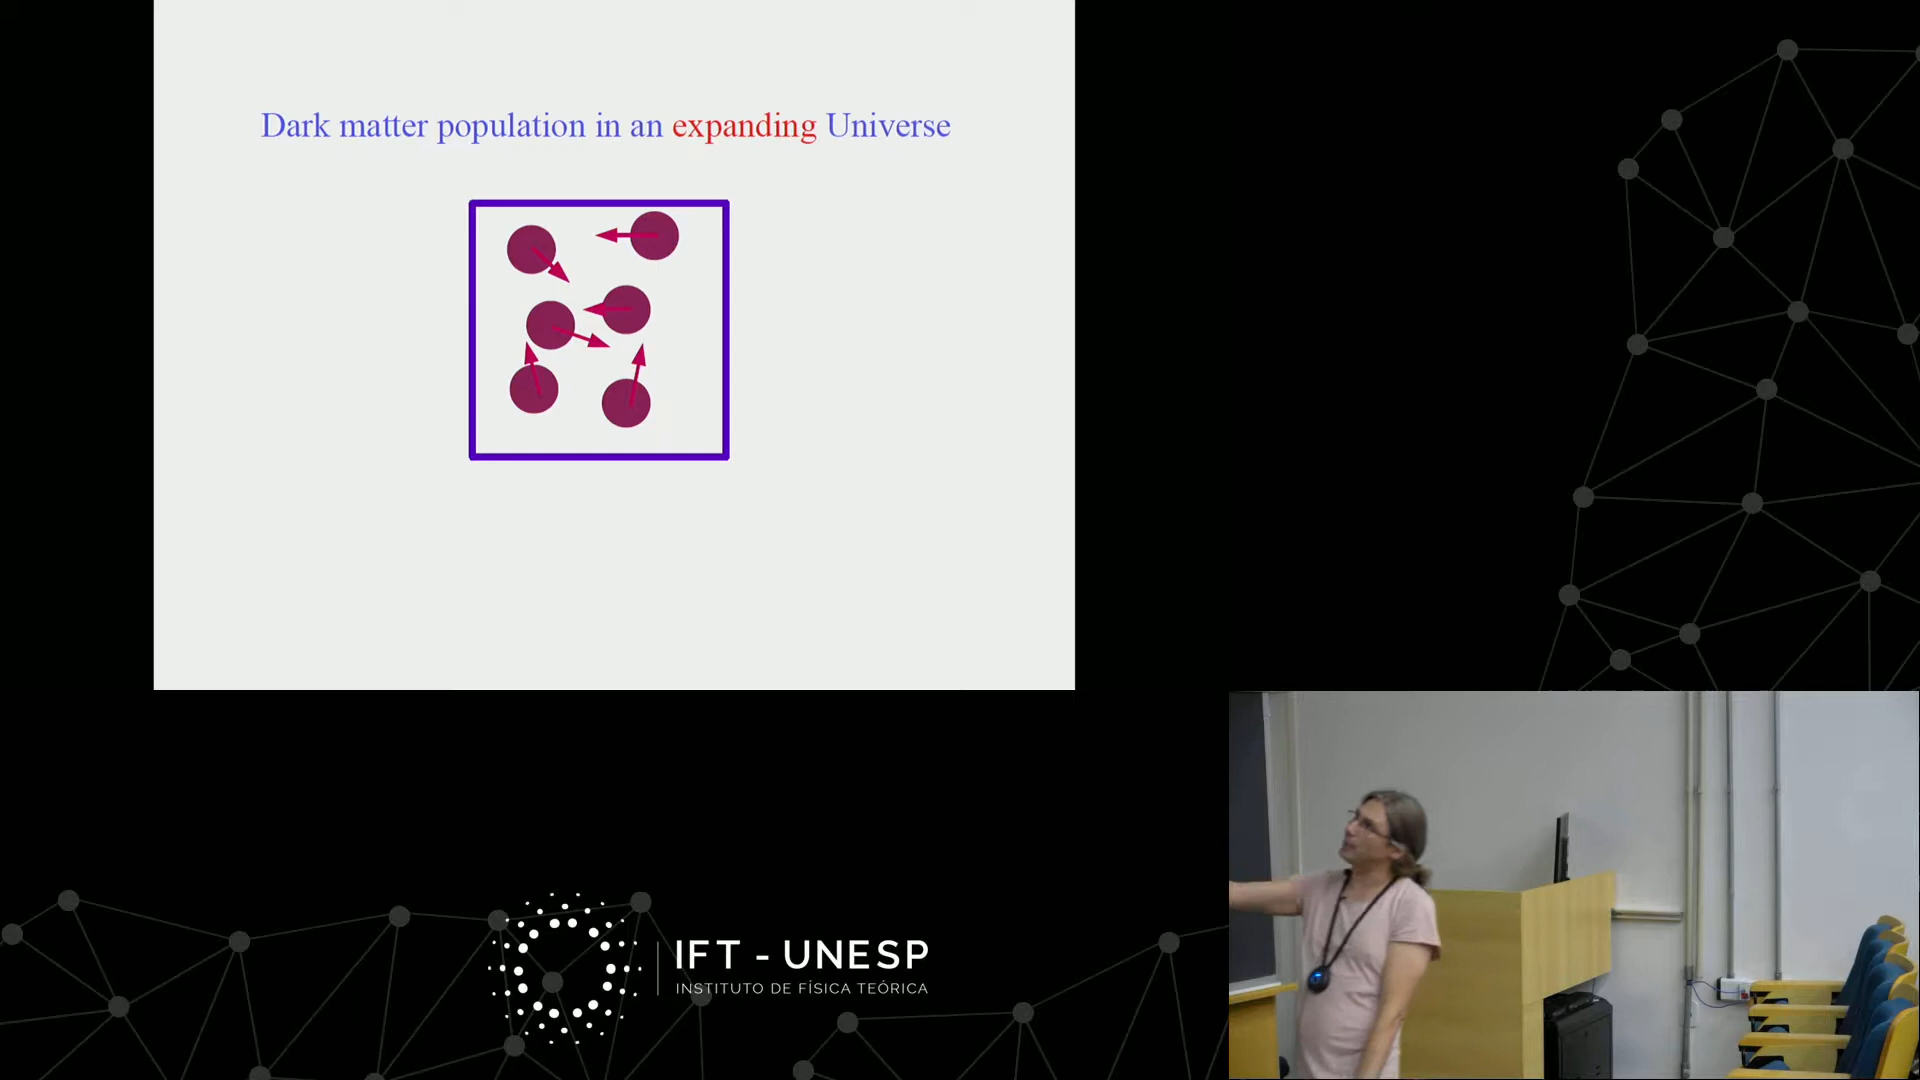 Dark matter population in an expanding Universe
IFT - UNESP
INSTITUTO DE FÍSICA TEÓRICA